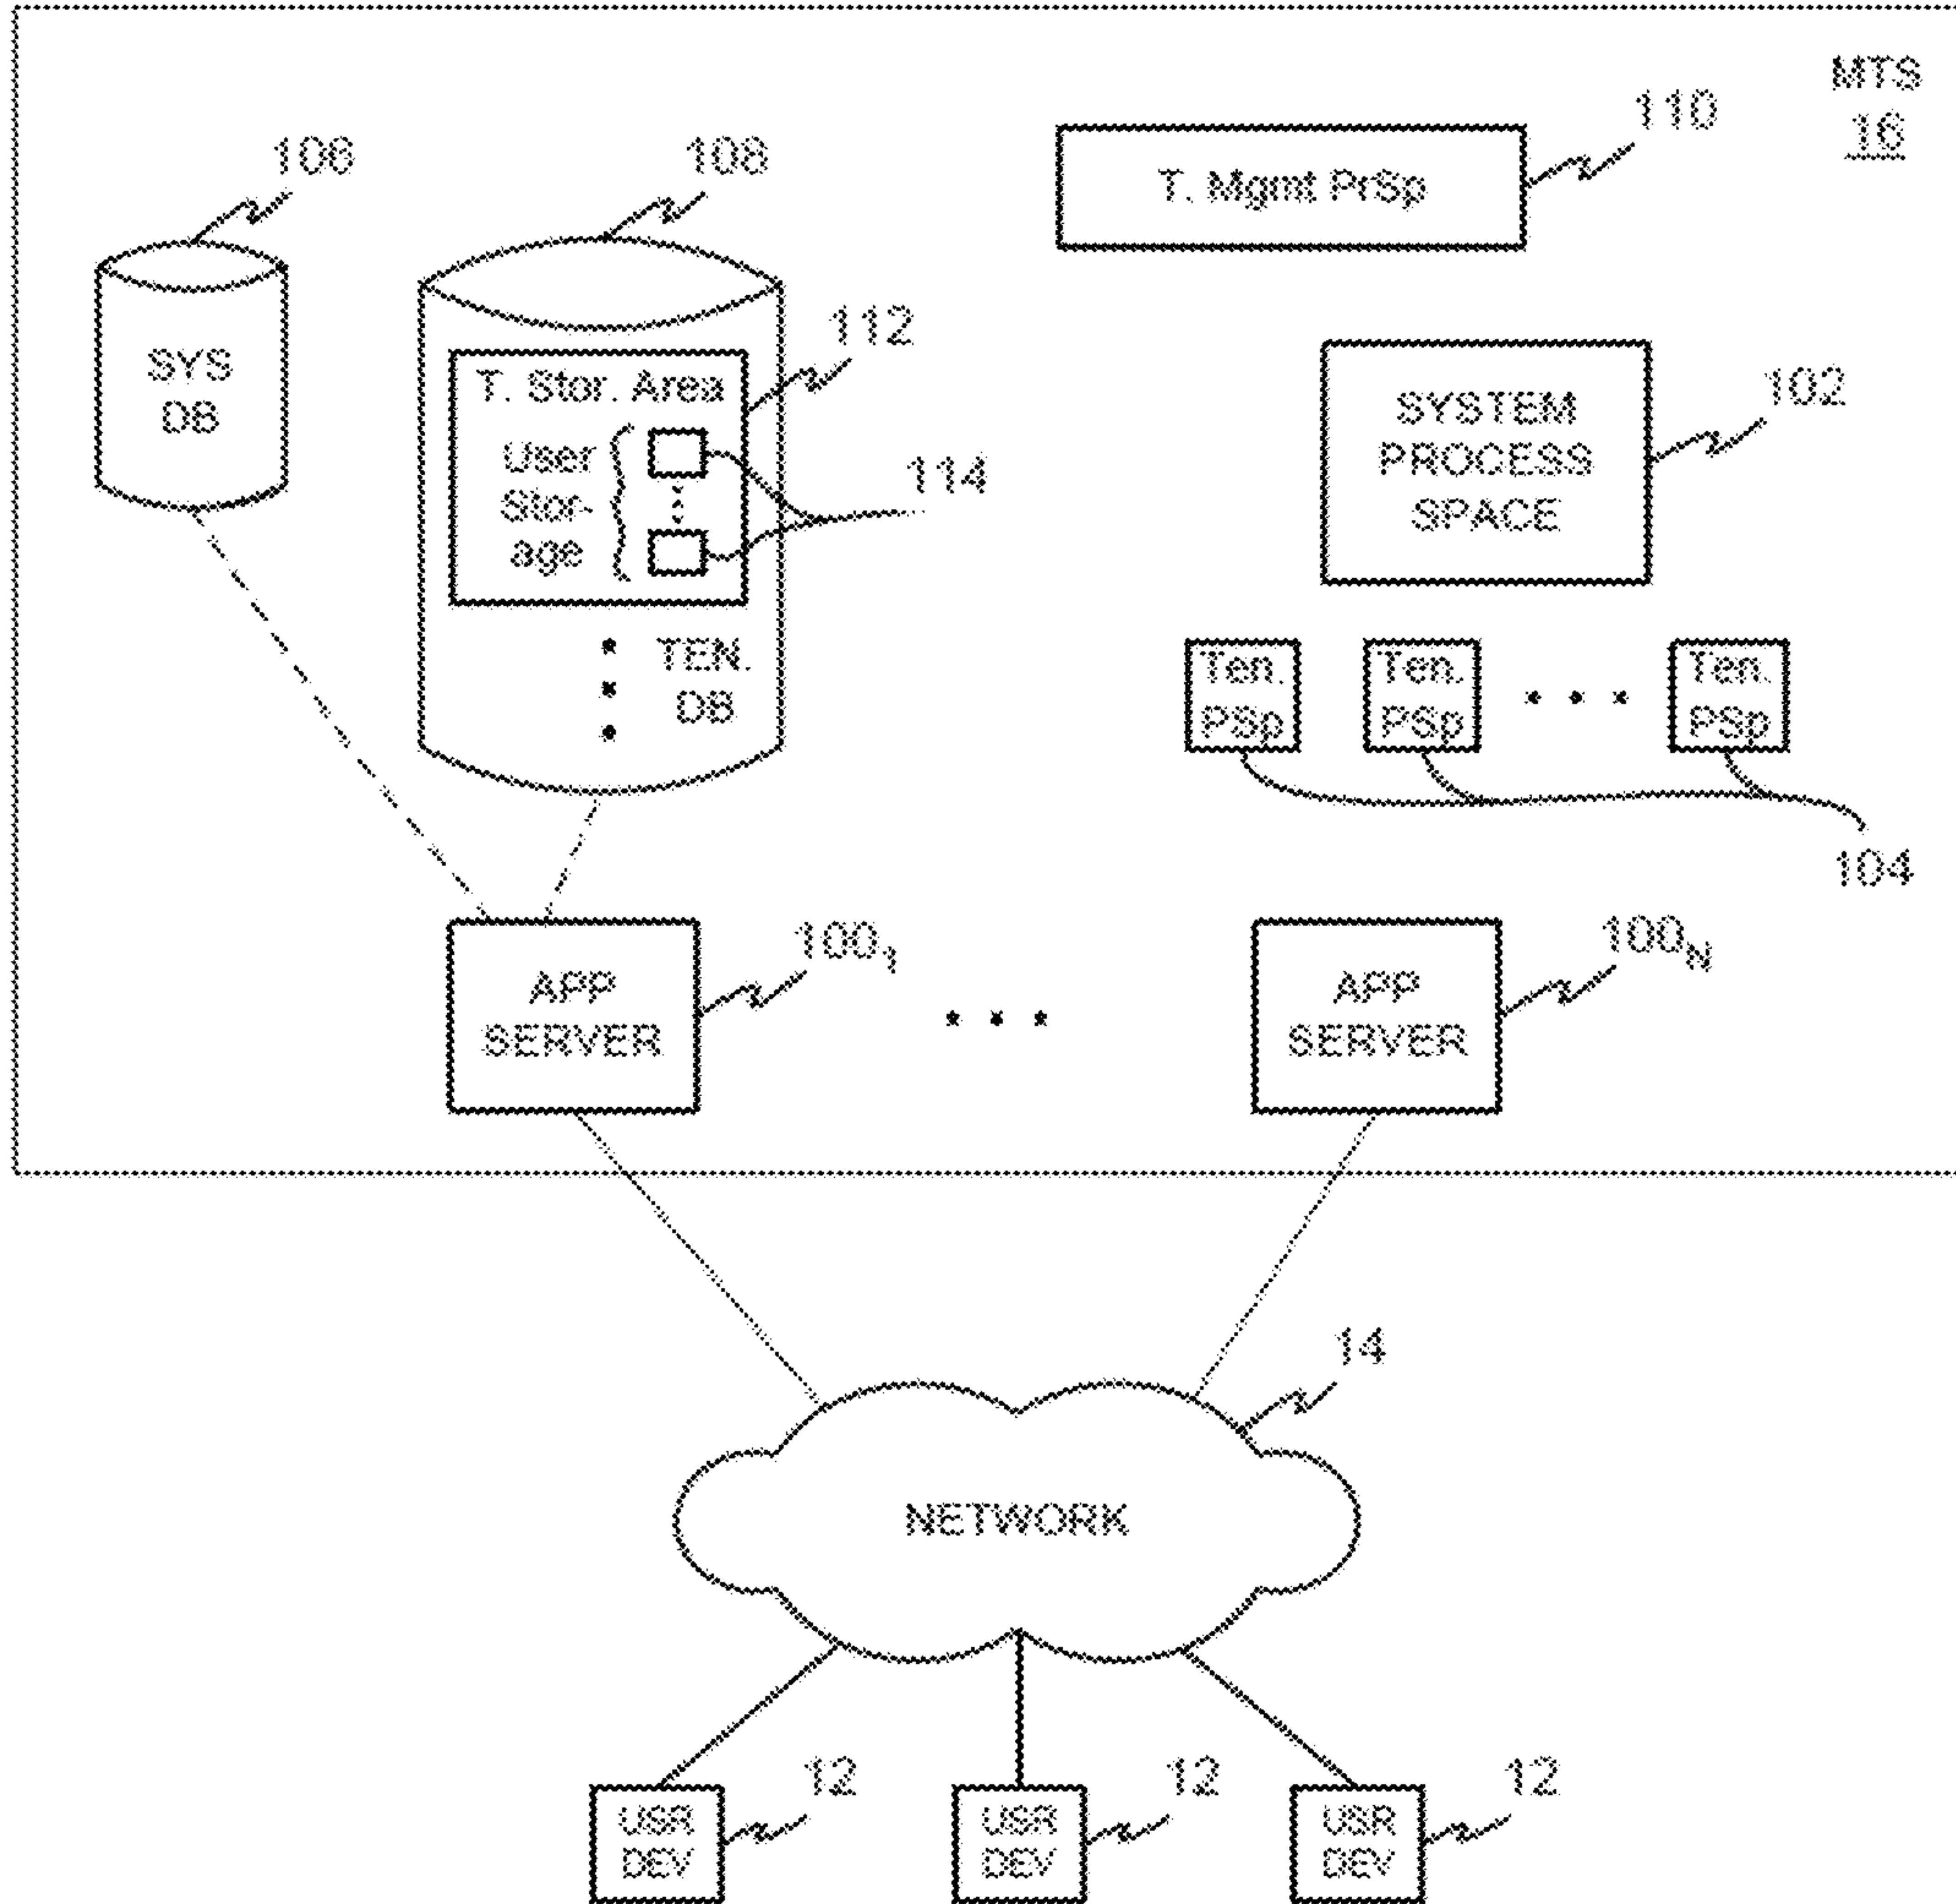 MTS
16
110
T. Mgmt PrSp
106
108
SYS
DB
112
T. Stor. Area
User
Stor-
age
114
TEN.
DB
102
SYSTEM
PROCESS
SPACE
Ten.
PSp
Ten.
PSp
Ten.
PSp
104
APP
SERVER
100₁
APP
SERVER
100N
14
NETWORK
USR
DEV
12
USR
DEV
12
USR
DEV
12